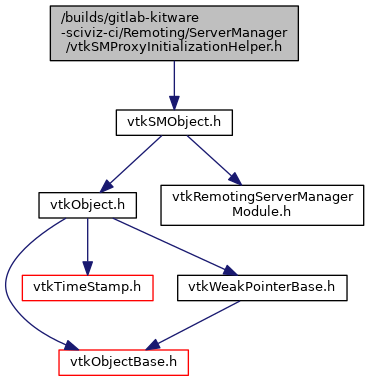 /builds/gitlab-kitware
-sciviz-ci/Remoting/ServerManager
/vtkSMProxyInitializationHelper.h
vtkSMObject.h
vtkObject.h
vtkRemotingServerManager
Module.h
vtkTimeStamp.h
vtkWeakPointerBase.h
vtkObjectBase.h